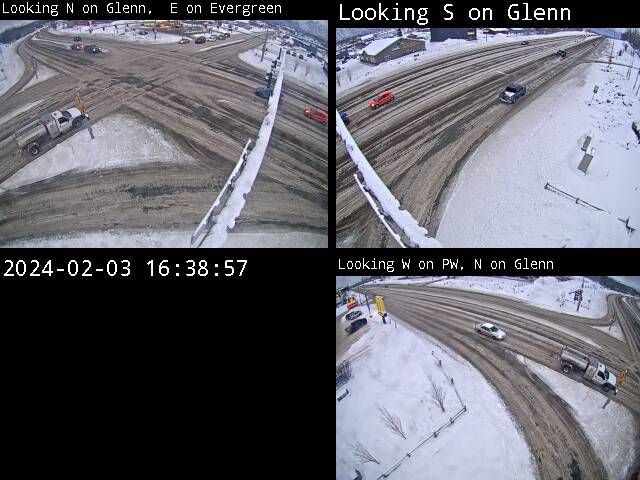 Looking N on Glenn,  E on Evergreen
Looking S on Glenn
2024-02-03 16:38:57
Looking W on PW, N on Glenn